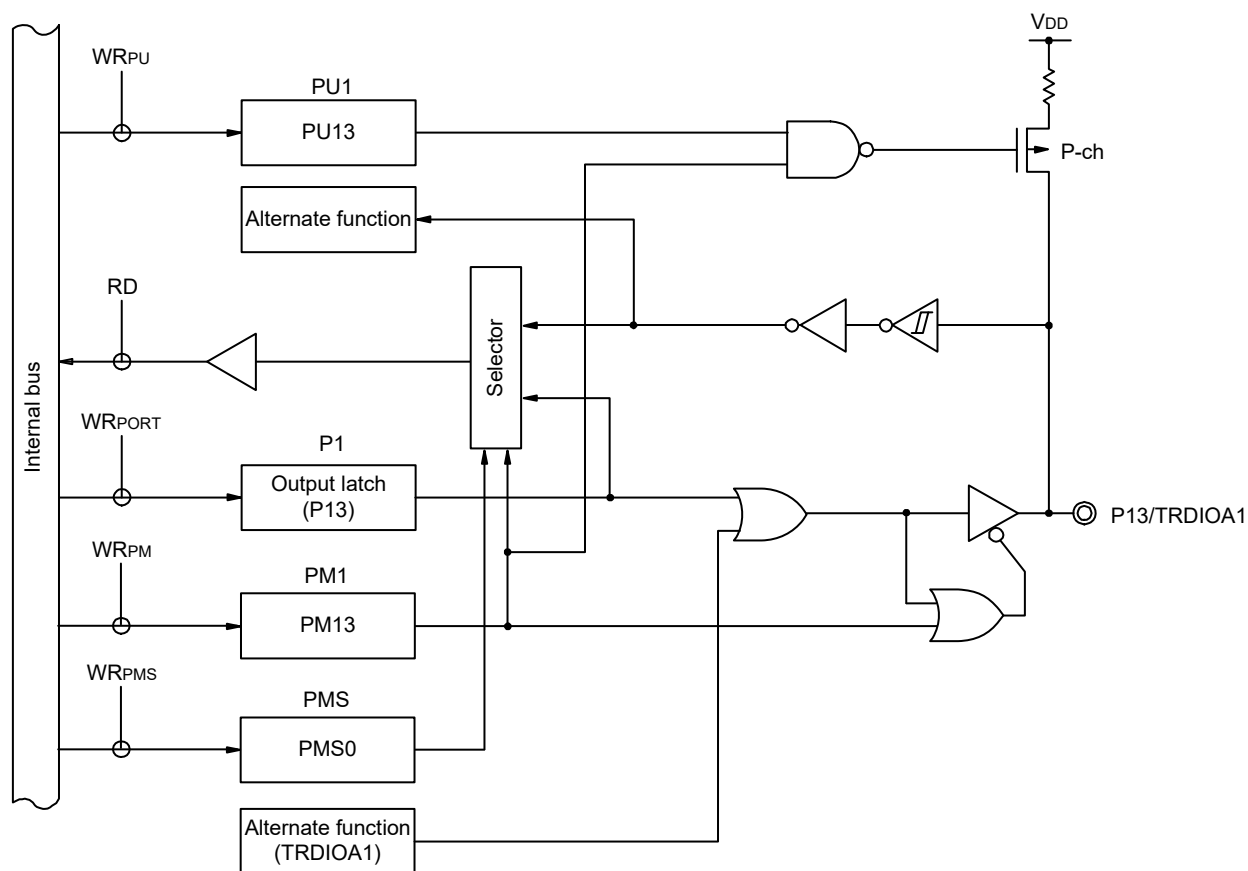 VDD
WRPU
PU1
PU13
P-ch
Alternate function
RD
Selector
Internal bus
WRPORT
P1
Output latch
(P13)
P13/TRDIOA1
WRPM
PM1
PM13
WRPMS
PMS
PMS0
Alternate function
(TRDIOA1)